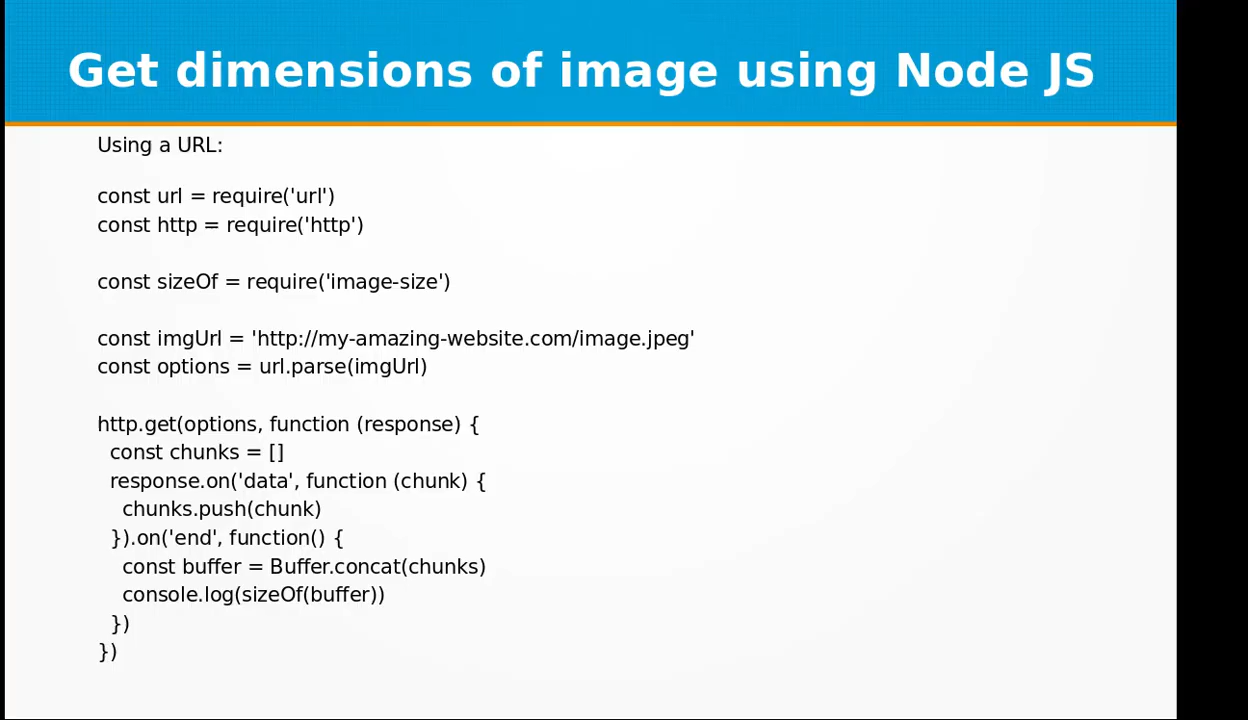 Get dimensions of image using Node JS
Using a URL:
const url = require('url')
const http = require('http')
const sizeOf = require('image-size')
const imgUrl = 'http://my-amazing-website.com/image.jpeg'
const options = url.parse(imgUrl)
http.get(options, function (response) {
  const chunks = []
  response.on('data', function (chunk) {
    chunks.push(chunk)
  }).on('end', function() {
    const buffer = Buffer.concat(chunks)
    console.log(sizeOf(buffer))
  })
})